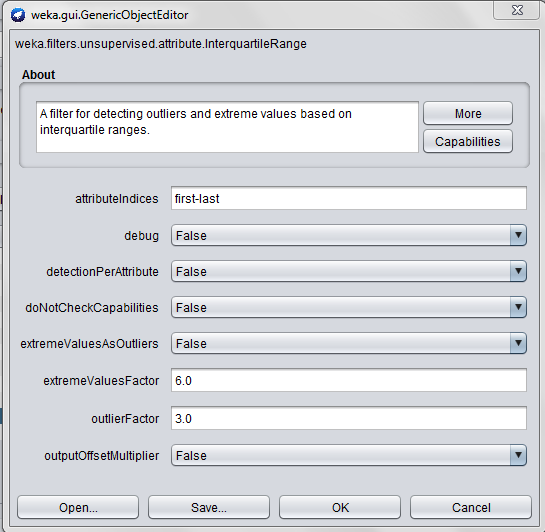 weka.gui.GenericObjectEditor
weka.filters.unsupervised.attribute.InterquartileRange
About
A filter for detecting outliers and extreme values based on
interquartile ranges.
More
Capabilities
attributeIndices first-last
debug False
detectionPerAttribute False
doNotCheckCapabilities False
extremeValuesAsOutliers False
extremeValuesFactor 6.0
outlierFactor 3.0
outputOffsetMultiplier False
Open... Save... OK Cancel